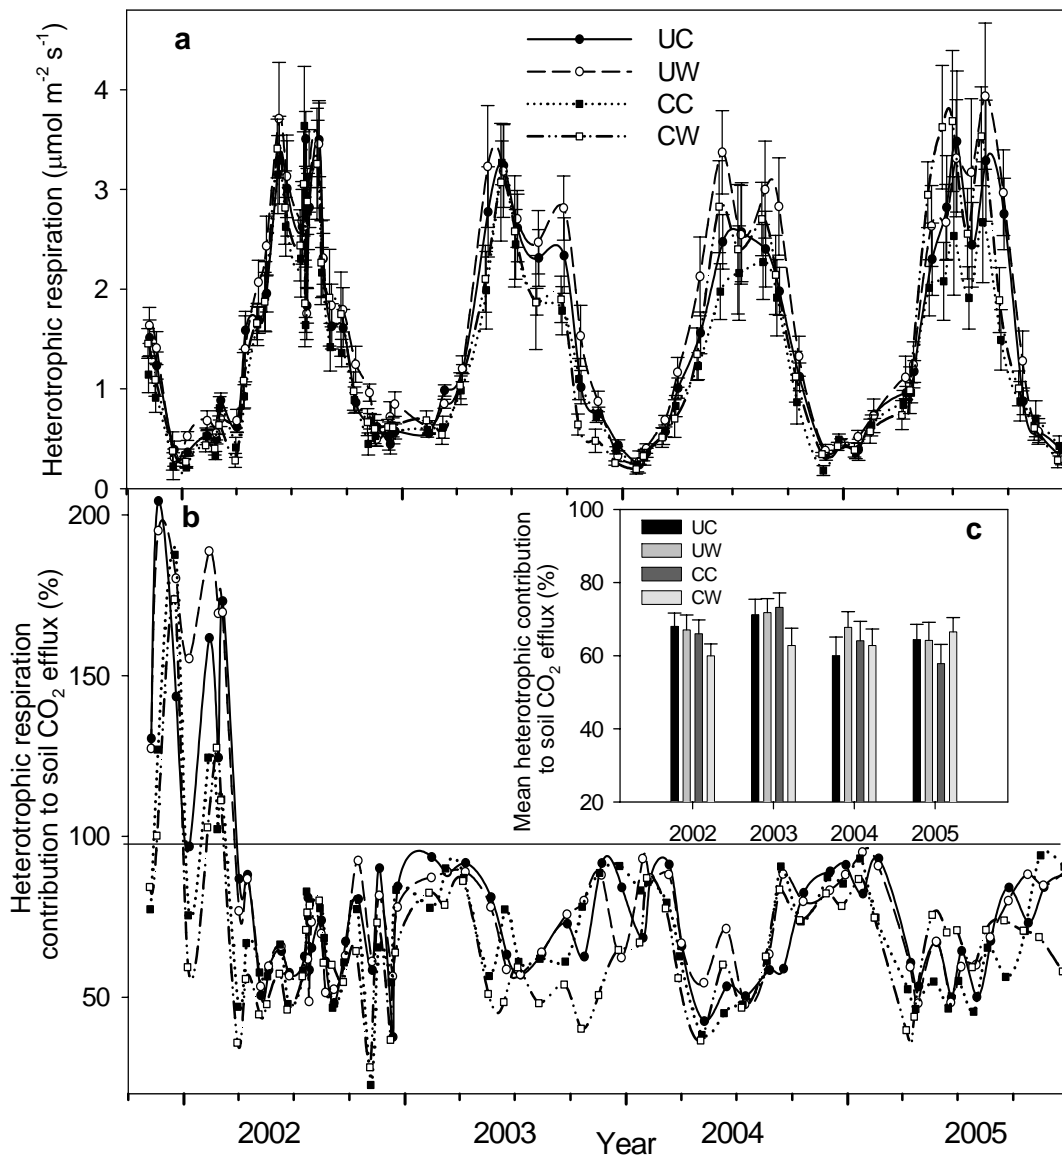 a
UC
UW
CC
CW
Heterotrophic respiration (μmol m⁻² s⁻¹)
4
3
2
1
0
b
Heterotrophic respiration
contribution to soil CO₂ efflux (%)
200
150
100
50
c
UC
UW
CC
CW
Mean heterotrophic contribution
to soil CO₂ efflux (%)
100
80
60
40
20
2002
2003
2004
2005
2002
2003
2004
2005
Year